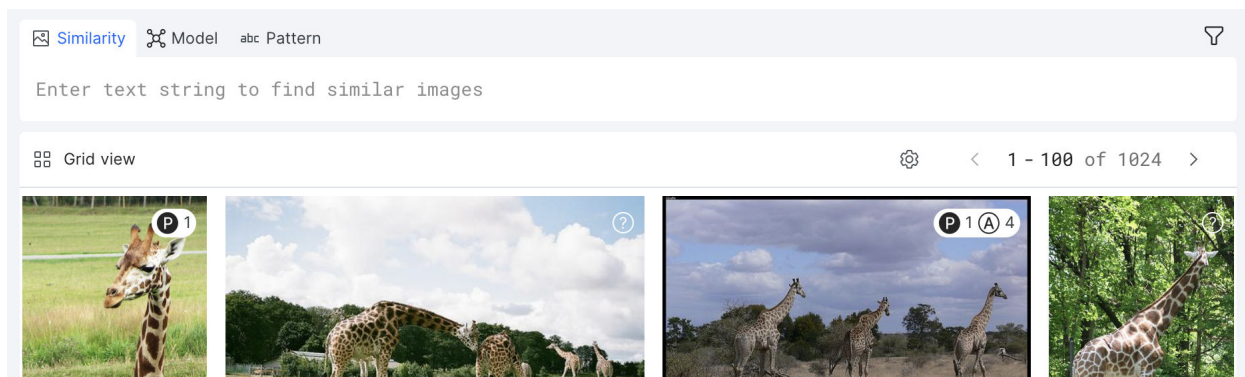 Similarity Model abc Pattern
Enter text string to find similar images
Grid view 1 - 100 of 1024
P 1 ? P 1 A 4 ?